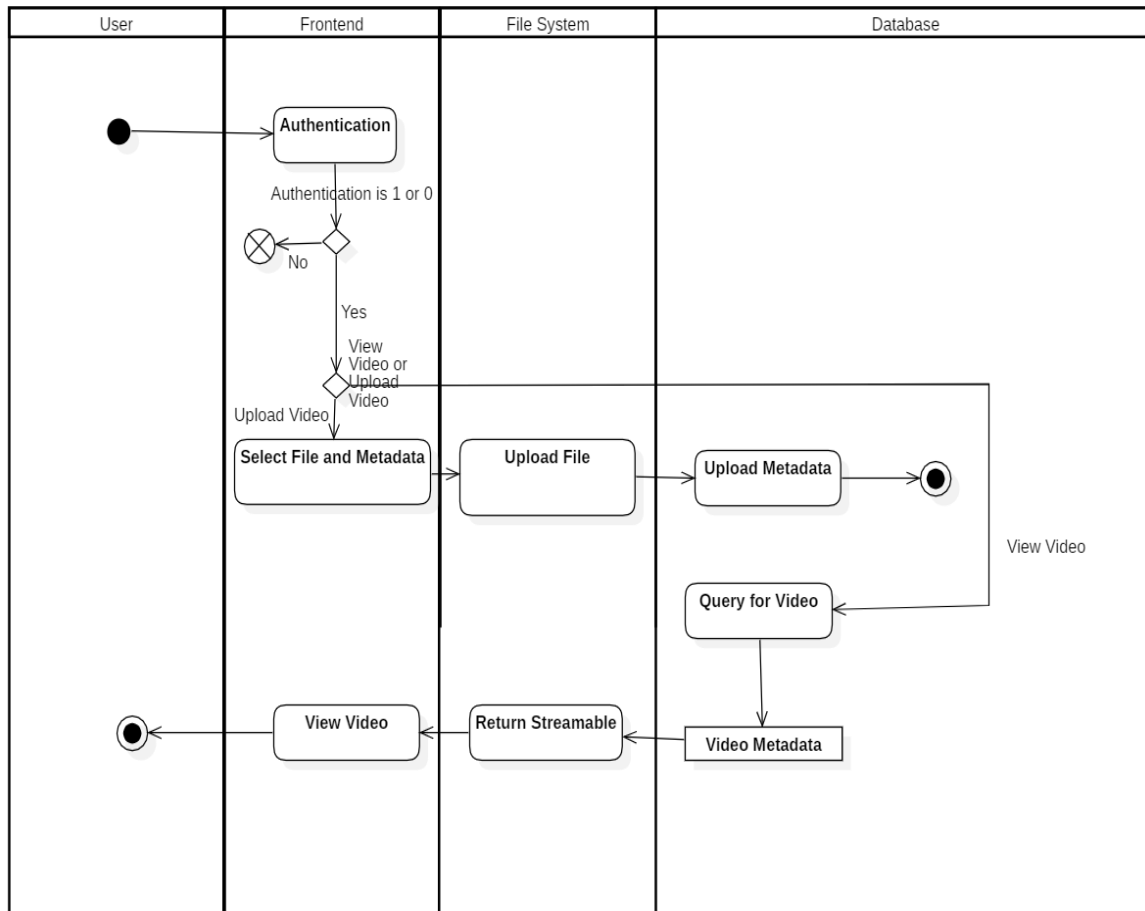 User
Frontend
File System
Database
Authentication
Authentication is 1 or 0
No
Yes
View
Video or
Upload
Video
Upload Video
Select File and Metadata
Upload File
Upload Metadata
View Video
Query for Video
View Video
Return Streamable
Video Metadata